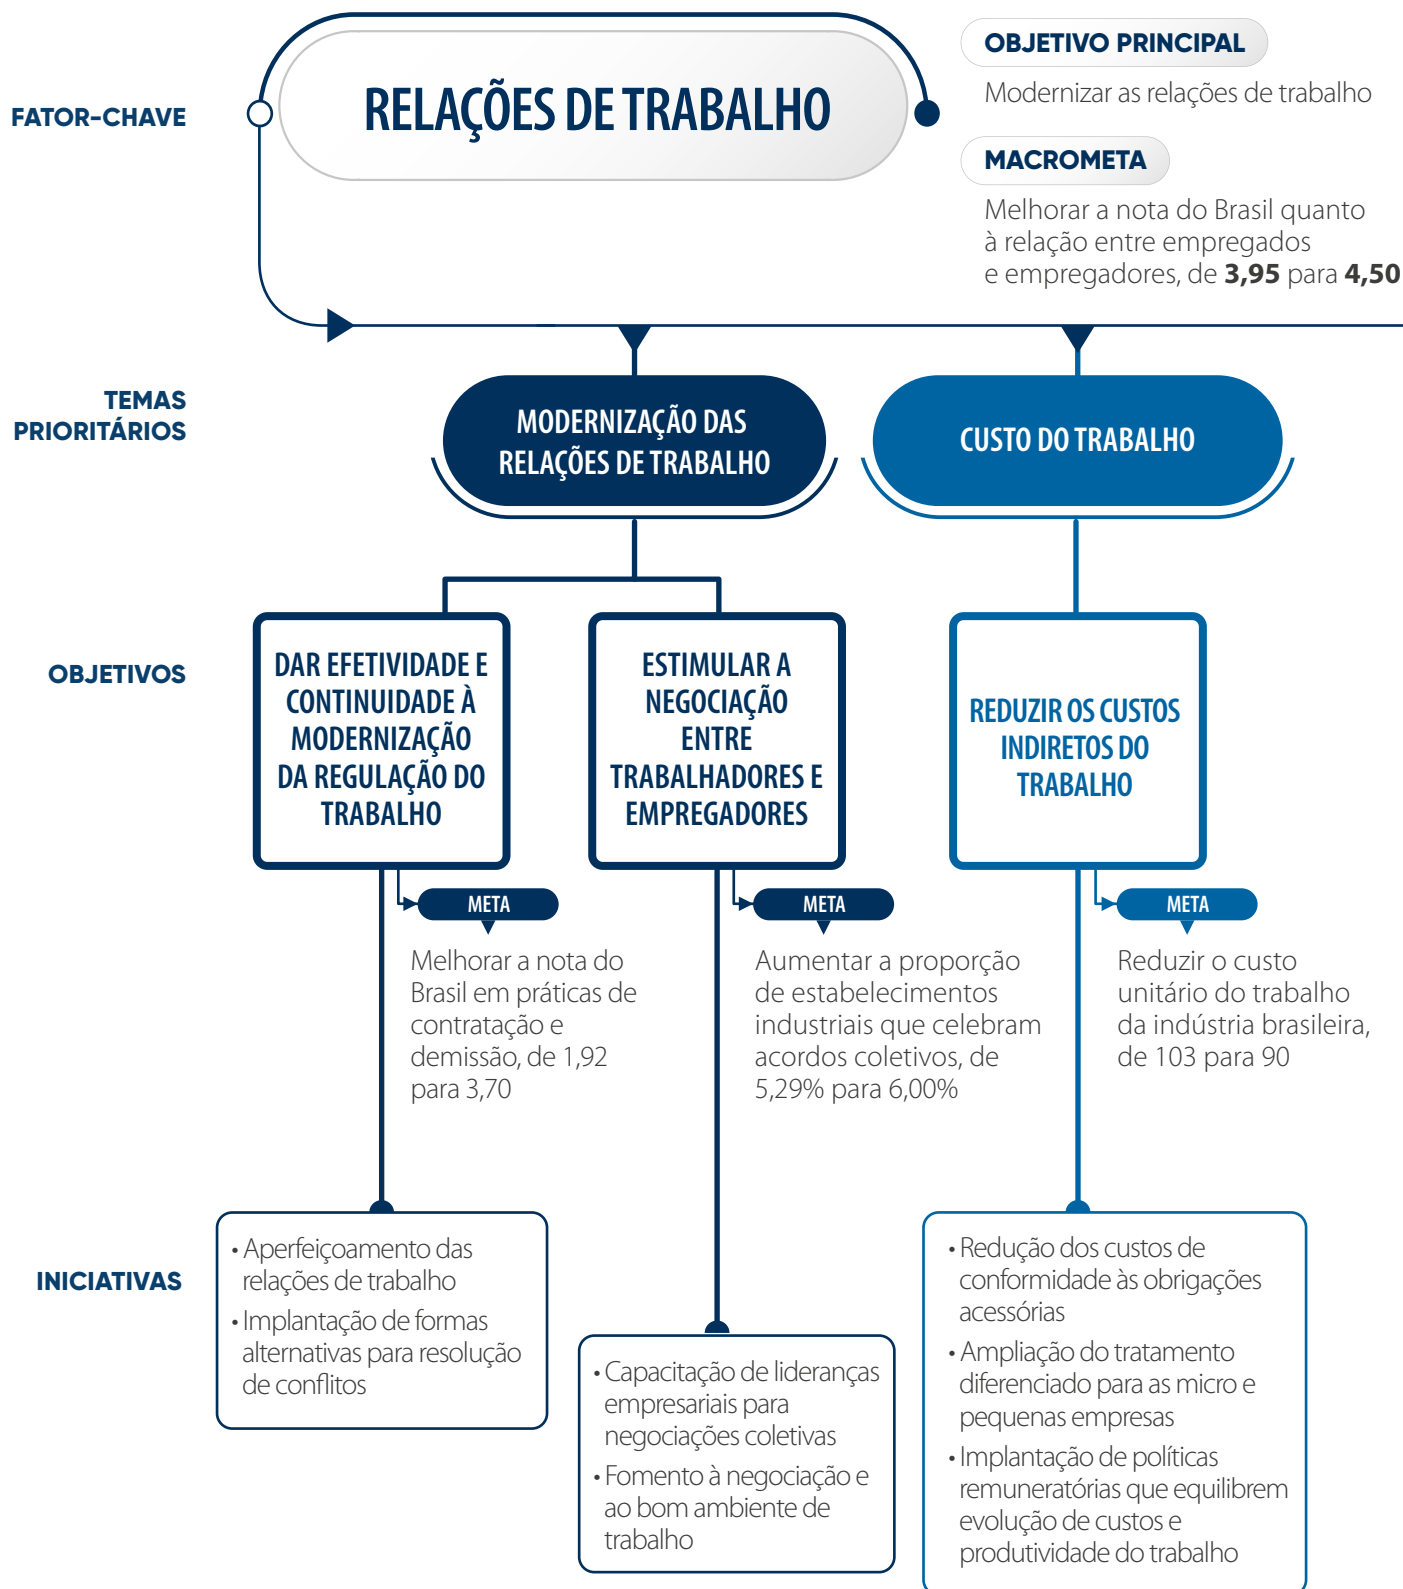 FATOR-CHAVE
RELAÇÕES DE TRABALHO
OBJETIVO PRINCIPAL
Modernizar as relações de trabalho
MACROMETA
Melhorar a nota do Brasil quanto
à relação entre empregados
e empregadores, de 3,95 para 4,50
TEMAS
PRIORITÁRIOS
MODERNIZAÇÃO DAS
RELAÇÕES DE TRABALHO
CUSTO DO TRABALHO
OBJETIVOS
DAR EFETIVIDADE E
CONTINUIDADE À
MODERNIZAÇÃO
DA REGULAÇÃO DO
TRABALHO
ESTIMULAR A
NEGOCIAÇÃO
ENTRE
TRABALHADORES E
EMPREGADORES
REDUZIR OS CUSTOS
INDIRETOS DO
TRABALHO
META
Melhorar a nota do
Brasil em práticas de
contratação e
demissão, de 1,92
para 3,70
META
Aumentar a proporção
de estabelecimentos
industriais que celebram
acordos coletivos, de
5,29% para 6,00%
META
Reduzir o custo
unitário do trabalho
da indústria brasileira,
de 103 para 90
INICIATIVAS
• Aperfeiçoamento das
relações de trabalho
• Implantação de formas
alternativas para resolução
de conflitos
• Capacitação de lideranças
empresariais para
negociações coletivas
• Fomento à negociação e
ao bom ambiente de
trabalho
• Redução dos custos de
conformidade às obrigações
acessórias
• Ampliação do tratamento
diferenciado para as micro e
pequenas empresas
• Implantação de políticas
remuneratórias que equilibrem
evolução de custos e
produtividade do trabalho